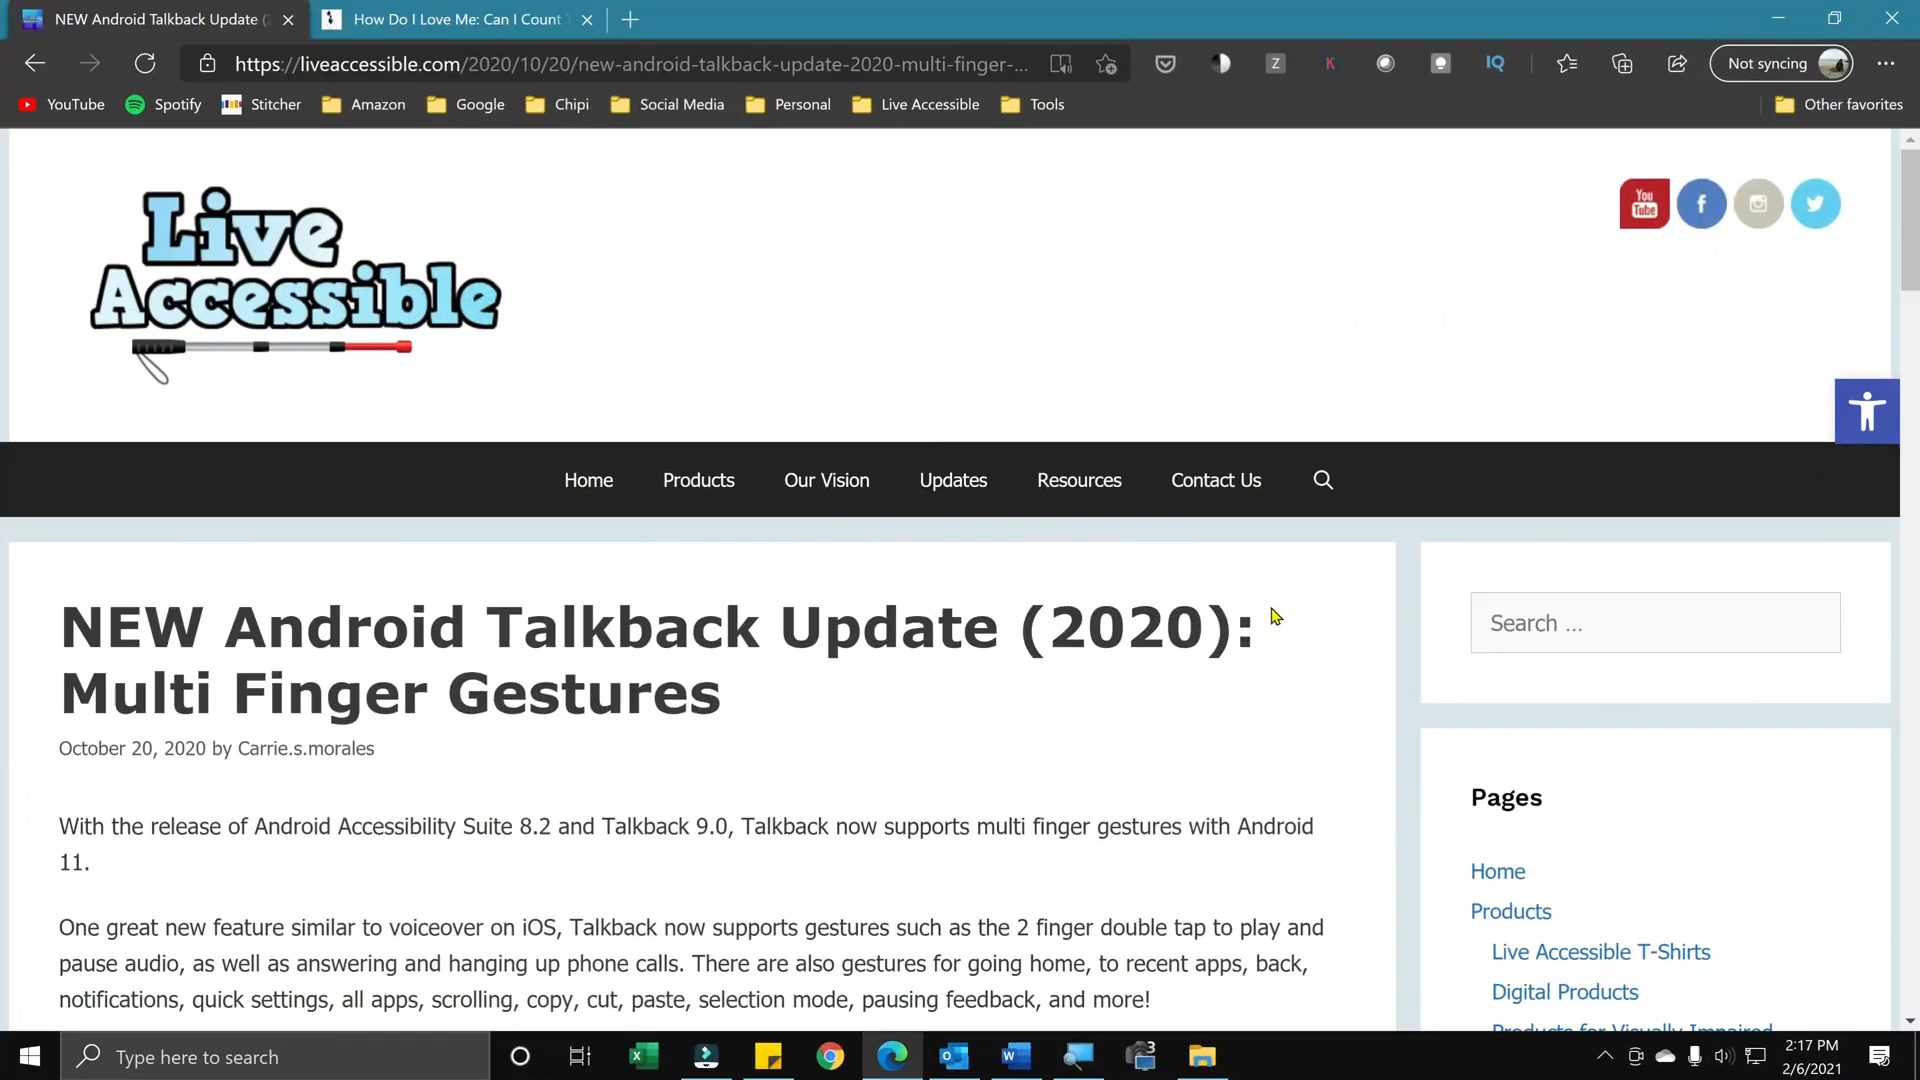 NEW Android Talkback Update (
How Do I Love Me: Can I Count T
https://liveaccessible.com/2020/10/20/new-android-talkback-update-2020-multi-finger-...
Z
K
IQ
Not syncing
YouTube
Spotify
Stitcher
Amazon
Google
Chipi
Social Media
Personal
Live Accessible
Tools
Other favorites
Live
Accessible
You
Tube
Home
Products
Our Vision
Updates
Resources
Contact Us
NEW Android Talkback Update (2020):
Multi Finger Gestures
October 20, 2020 by Carrie.s.morales
With the release of Android Accessibility Suite 8.2 and Talkback 9.0, Talkback now supports multi finger gestures with Android
11.
One great new feature similar to voiceover on iOS, Talkback now supports gestures such as the 2 finger double tap to play and
pause audio, as well as answering and hanging up phone calls. There are also gestures for going home, to recent apps, back,
notifications, quick settings, all apps, scrolling, copy, cut, paste, selection mode, pausing feedback, and more!
Search ...
Pages
Home
Products
Live Accessible T-Shirts
Digital Products
Products for Visually Impaired
Type here to search
3
2:17 PM
2/6/2021